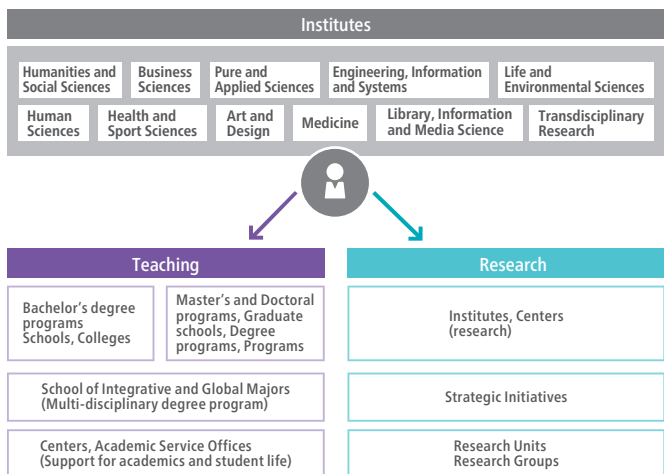 Institutes
Humanities and
Social Sciences
Business
Sciences
Pure and
Applied Sciences
Engineering, Information
and Systems
Life and
Environmental Sciences
Human
Sciences
Health and
Sport Sciences
Art and
Design
Medicine
Library, Information
and Media Science
Transdisciplinary
Research
Teaching
Bachelor's degree
programs
Schools, Colleges
Master's and Doctoral
programs, Graduate
schools, Degree
programs, Programs
School of Integrative and Global Majors
(Multi-disciplinary degree program)
Centers, Academic Service Offices
(Support for academics and student life)
Research
Institutes, Centers
(research)
Strategic Initiatives
Research Units
Research Groups